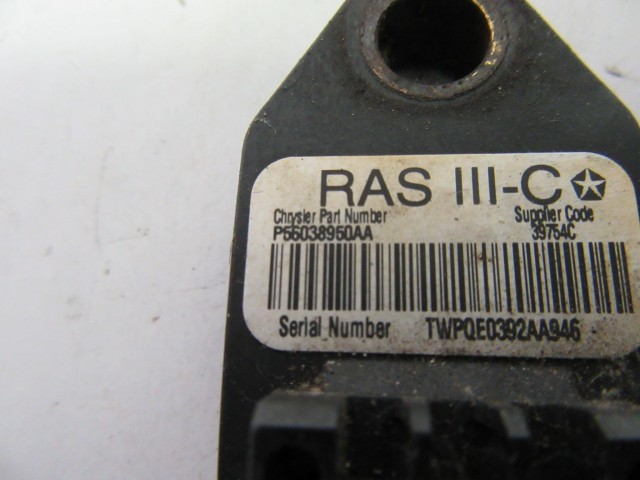 RAS III-C
Chrysler Part Number Supplier Code
P56038950AA 39754C
Serial Number TWPQE0392AA946